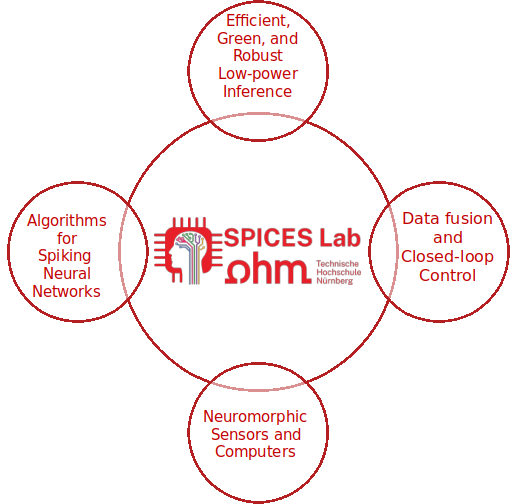 Efficient,
Green, and
Robust
Low-power
Inference
Algorithms
for
Spiking
Neural
Networks
SPICES Lab
ohm
Technische
Hochschule
Nürnberg
Data fusion
and
Closed-loop
Control
Neuromorphic
Sensors and
Computers